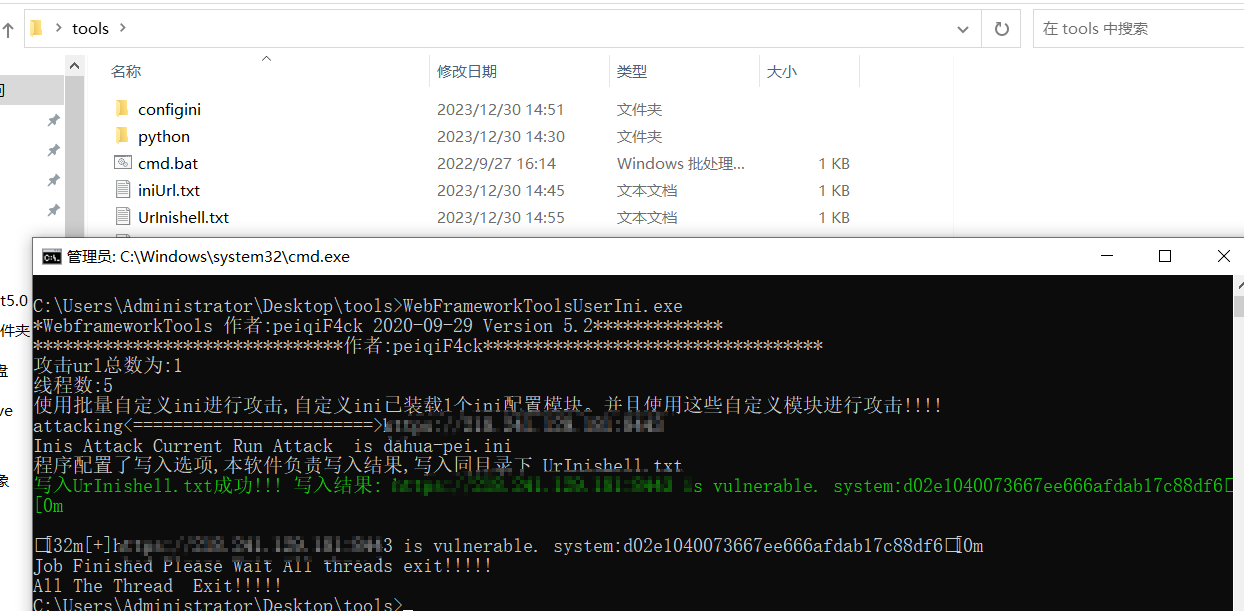 tools
在 tools 中搜索
名称 修改日期 类型 大小
configini 2023/12/30 14:51 文件夹
python 2023/12/30 14:30 文件夹
cmd.bat 2022/9/27 16:14 Windows 批处理... 1 KB
iniUrl.txt 2023/12/30 14:45 文本文档 1 KB
UrInishell.txt 2023/12/30 14:55 文本文档 1 KB
管理员: C:\Windows\system32\cmd.exe
t5.0
件夹
盘
ve
象
C:\Users\Administrator\Desktop\tools>WebFrameworkToolsUserIni.exe
*WebframeworkTools 作者:peiqiF4ck 2020-09-29 Version 5.2*************
*******************************作者:peiqiF4ck**********************************
攻击url总数为:1
线程数:5
使用批量自定义ini进行攻击,自定义ini已装载1个ini配置模块。并且使用这些自定义模块进行攻击!!!!
attacking<========================>
Inis Attack Current Run Attack  is dahua-pei.ini
程序配置了写入选项,本软件负责写入结果,写入同目录下 UrInishell.txt
写入UrInishell.txt成功!!! 写入结果: is vulnerable. system:d02e1040073667ee666afdab17c88df6
[0m
[32m[+] is vulnerable. system:d02e1040073667ee666afdab17c88df6[0m
Job Finished Please Wait All threads exit!!!!!
All The Thread  Exit!!!!!
C:\Users\Administrator\Desktop\tools>_